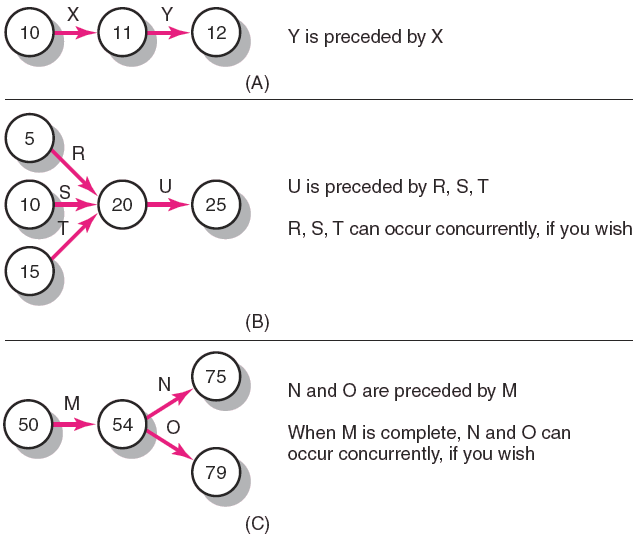 X Y
10 11 12
Y is preceded by X
(A)
5
R
S U
10 20 25
T
15
U is preceded by R, S, T
R, S, T can occur concurrently, if you wish
(B)
75
N
M
50 54
O
79
N and O are preceded by M
When M is complete, N and O can
occur concurrently, if you wish
(C)